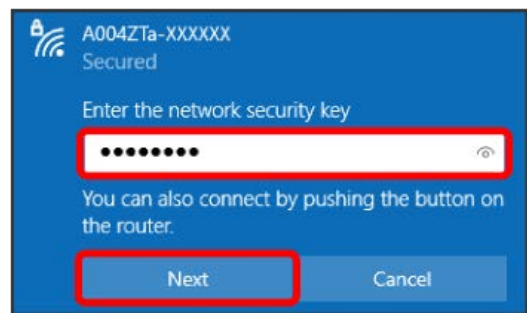 A004ZTa-XXXXXX
Secured
Enter the network security key
••••••••
You can also connect by pushing the button on
the router.
Next Cancel